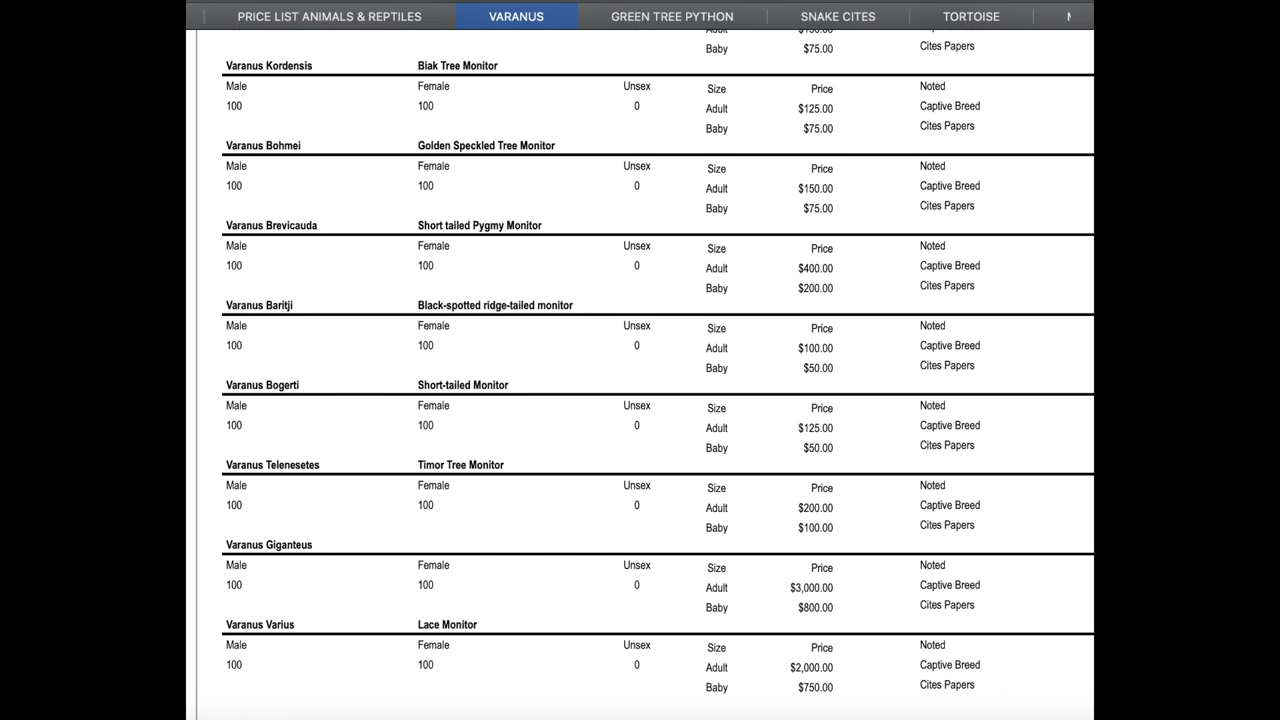 PRICE LIST ANIMALS & REPTILES VARANUS GREEN TREE PYTHON SNAKE CITES TORTOISE
Adult $150.00
Baby $75.00 Cites Papers
Varanus Kordensis Biak Tree Monitor
Male Female Unsex Size Price Noted
100 100 0 Adult $125.00 Captive Breed
Baby $75.00 Cites Papers
Varanus Bohmei Golden Speckled Tree Monitor
Male Female Unsex Size Price Noted
100 100 0 Adult $150.00 Captive Breed
Baby $75.00 Cites Papers
Varanus Brevicauda Short tailed Pygmy Monitor
Male Female Unsex Size Price Noted
100 100 0 Adult $400.00 Captive Breed
Baby $200.00 Cites Papers
Varanus Baritji Black-spotted ridge-tailed monitor
Male Female Unsex Size Price Noted
100 100 0 Adult $100.00 Captive Breed
Baby $50.00 Cites Papers
Varanus Bogerti Short-tailed Monitor
Male Female Unsex Size Price Noted
100 100 0 Adult $125.00 Captive Breed
Baby $50.00 Cites Papers
Varanus Telenesetes Timor Tree Monitor
Male Female Unsex Size Price Noted
100 100 0 Adult $200.00 Captive Breed
Baby $100.00 Cites Papers
Varanus Giganteus
Male Female Unsex Size Price Noted
100 100 0 Adult $3,000.00 Captive Breed
Baby $800.00 Cites Papers
Varanus Varius Lace Monitor
Male Female Unsex Size Price Noted
100 100 0 Adult $2,000.00 Captive Breed
Baby $750.00 Cites Papers